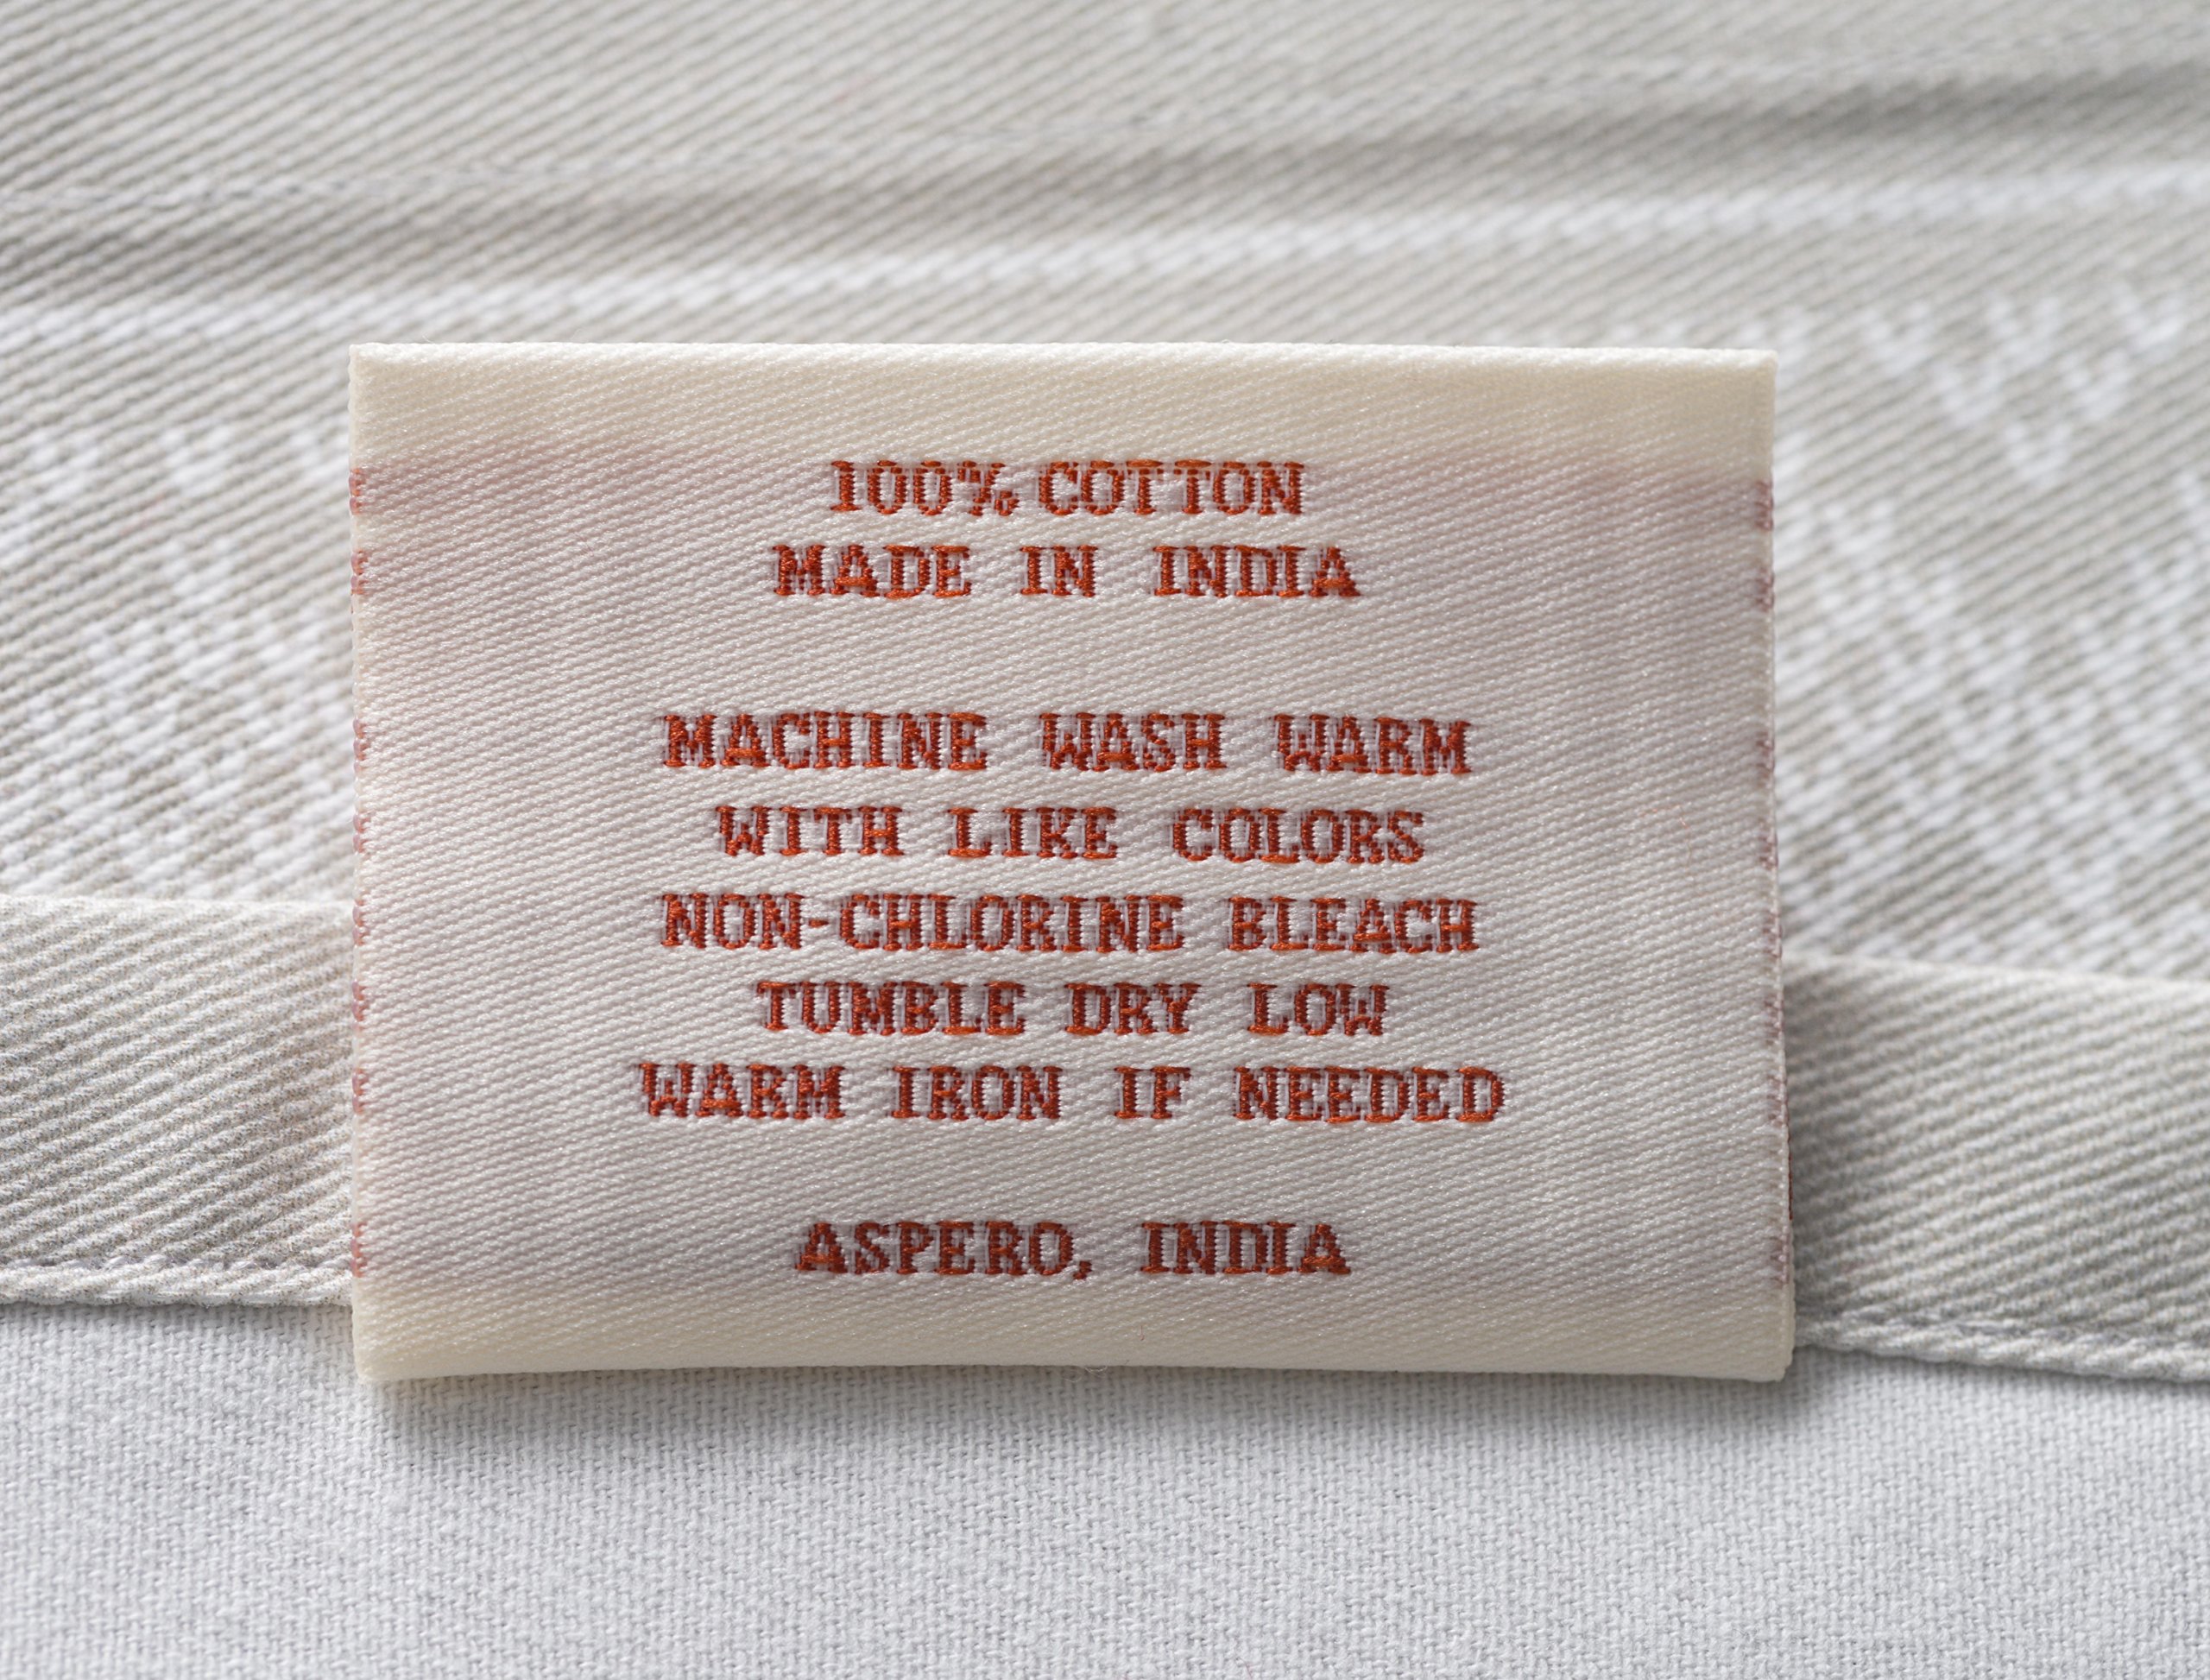 100% COTTON
MADE IN INDIA
MACHINE WASH WARM
WITH LIKE COLORS
NON-CHLORINE BLEACH
TUMBLE DRY LOW
WARM IRON IF NEEDED
ASPERO, INDIA